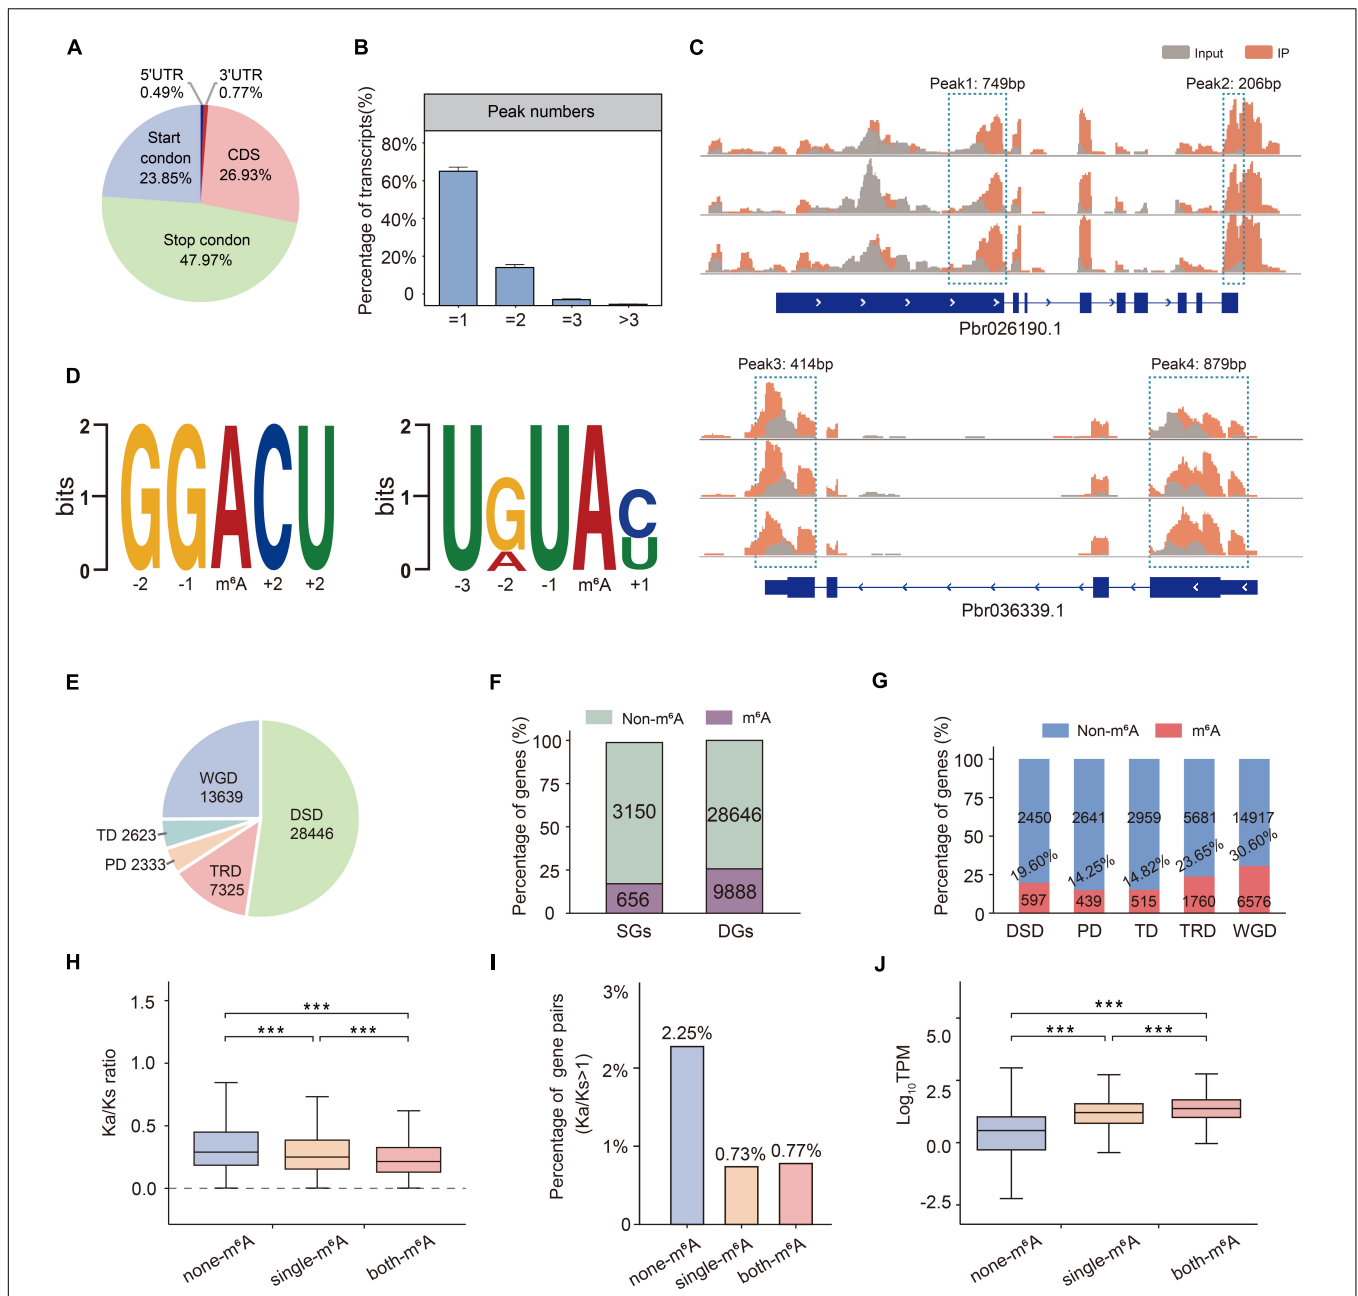 A
5'UTR
0.49%
3'UTR
0.77%
Start
condon
23.85%
CDS
26.93%
Stop condon
47.97%
B
Peak numbers
Percentage of transcripts(%)
80%
60%
40%
20%
0
=1
=2
=3
>3
C
Input
IP
Peak1: 749bp
Peak2: 206bp
Pbr026190.1
Peak3: 414bp
Peak4: 879bp
Pbr036339.1
D
bits
2
1
0
GGACU
-2
-1
m⁶A
+2
+2
bits
2
1
0
UGUAC
A
U
-3
-2
-1
m⁶A
+1
E
WGD
13639
DSD
28446
TD 2623
PD 2333
TRD
7325
F
Non-m⁶A
m⁶A
Percentage of genes (%)
100
75
50
25
0
3150
28646
656
9888
SGs
DGs
G
Non-m⁶A
m⁶A
Percentage of genes (%)
100
75
50
25
0
2450
2641
2959
5681
14917
19.60%
14.25%
14.82%
23.65%
30.60%
597
439
515
1760
6576
DSD
PD
TD
TRD
WGD
H
Ka/Ks ratio
1.5
1.0
0.5
0.0
***
***
***
none-m⁶A
single-m⁶A
both-m⁶A
I
Percentage of gene pairs
(Ka/Ks>1)
3%
2%
1%
0
2.25%
0.73%
0.77%
none-m⁶A
single-m⁶A
both-m⁶A
J
Log₁₀TPM
5.0
2.5
0.0
-2.5
***
***
***
none-m⁶A
single-m⁶A
both-m⁶A